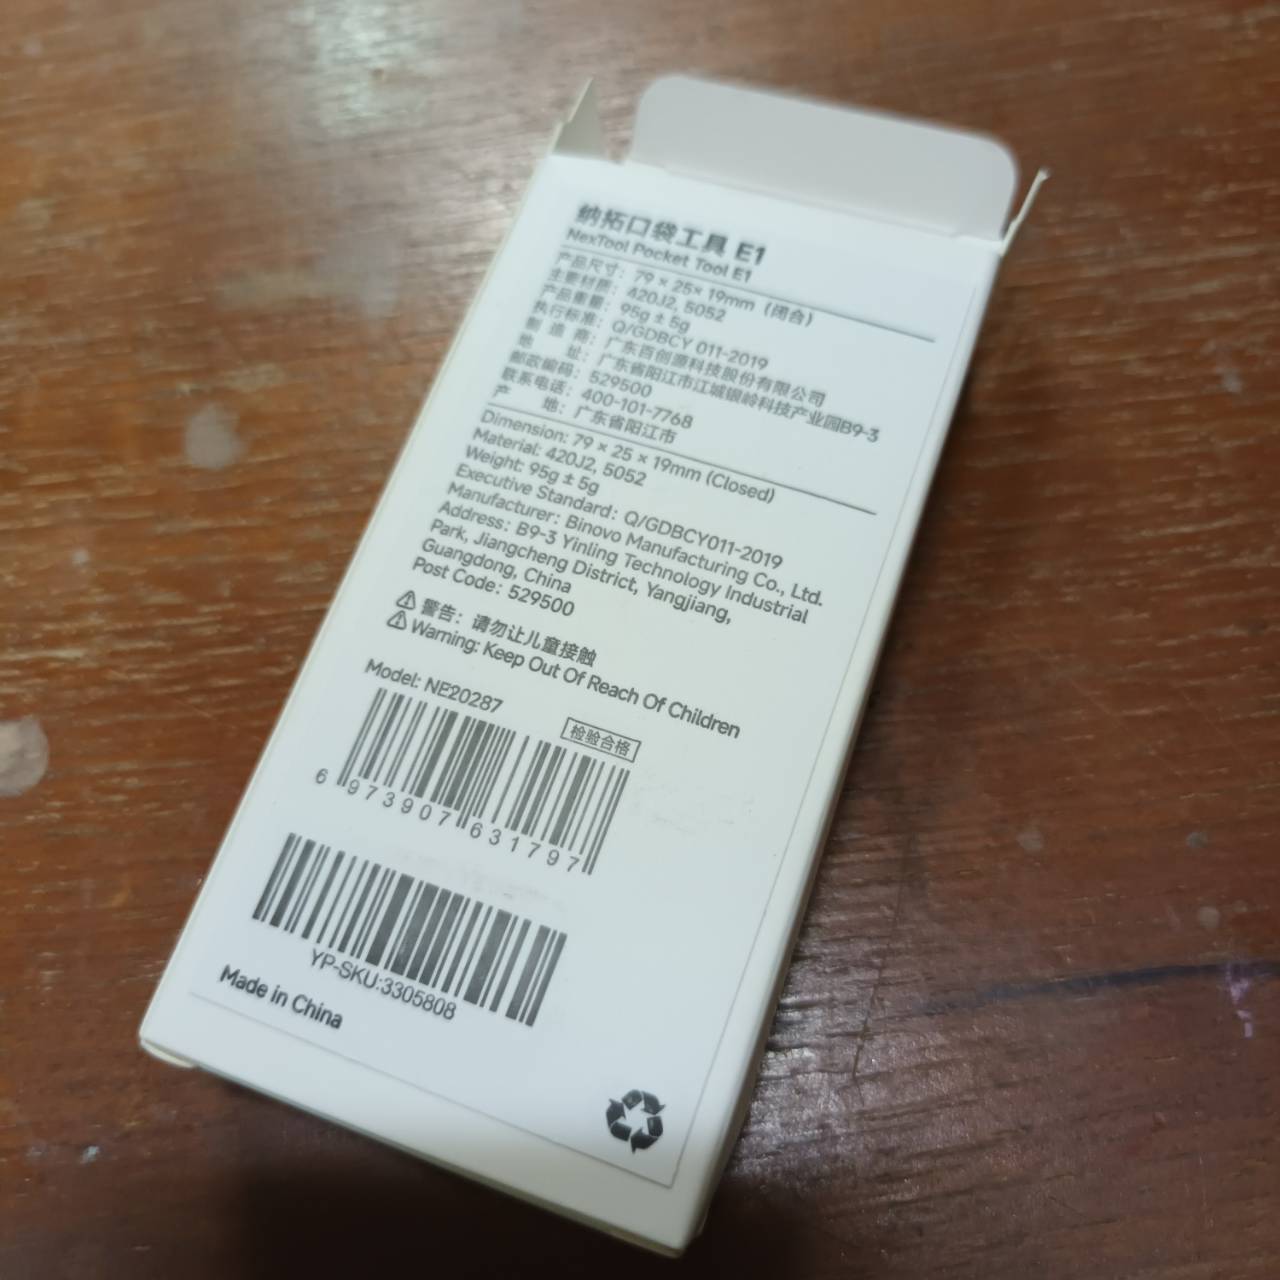 纳拓口袋工具 E1
NexTool Pocket Tool E1
产品尺寸：79 × 25× 19mm（闭合）
主要材质：420J2, 5052
产品重量：95g ± 5g
执行标准：Q/GDBCY 011-2019
制 造 商：广东百创源科技股份有限公司
地 址：广东省阳江市江城银岭科技产业园B9-3
邮政编码：529500
联系电话：400-101-7768
产 地：广东省阳江市
Dimension: 79 × 25 × 19mm (Closed)
Material: 420J2, 5052
Weight: 95g ± 5g
Executive Standard: Q/GDBCY011-2019
Manufacturer: Binovo Manufacturing Co., Ltd.
Address: B9-3 Yinling Technology Industrial
Park, Jiangcheng District, Yangjiang,
Guangdong, China
Post Code: 529500
警告：请勿让儿童接触
Warning: Keep Out Of Reach Of Children
Model: NE20287
检验合格
6 973907 631797
YP-SKU:3305808
Made in China